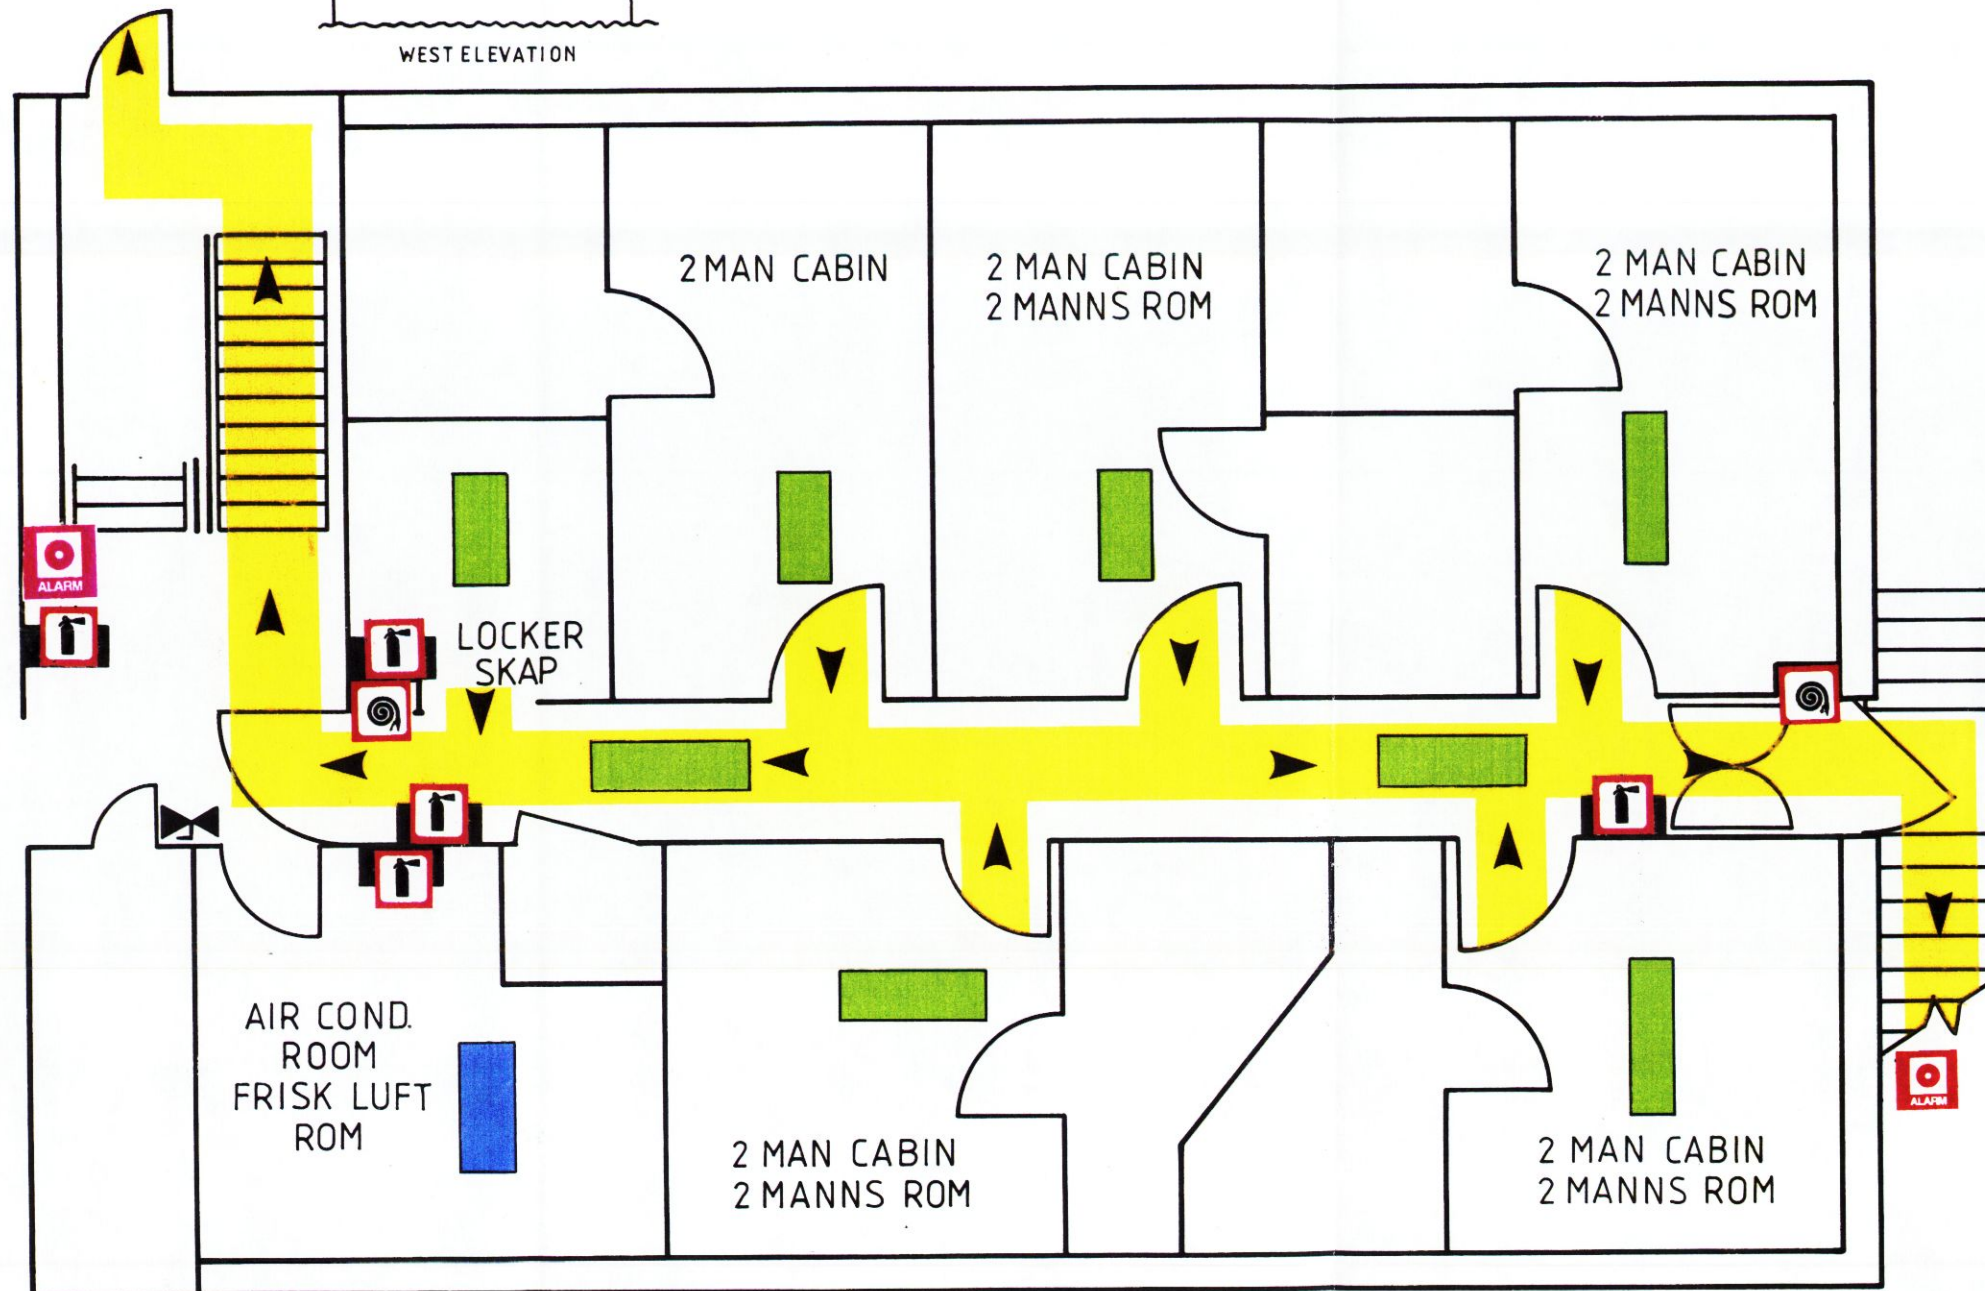 WEST ELEVATION
2 MAN CABIN
2 MAN CABIN
2 MANNS ROM
2 MAN CABIN
2 MANNS ROM
ALARM
LOCKER
SKAP
AIR COND.
ROOM
FRISK LUFT
ROM
2 MAN CABIN
2 MANNS ROM
2 MAN CABIN
2 MANNS ROM
ALARM